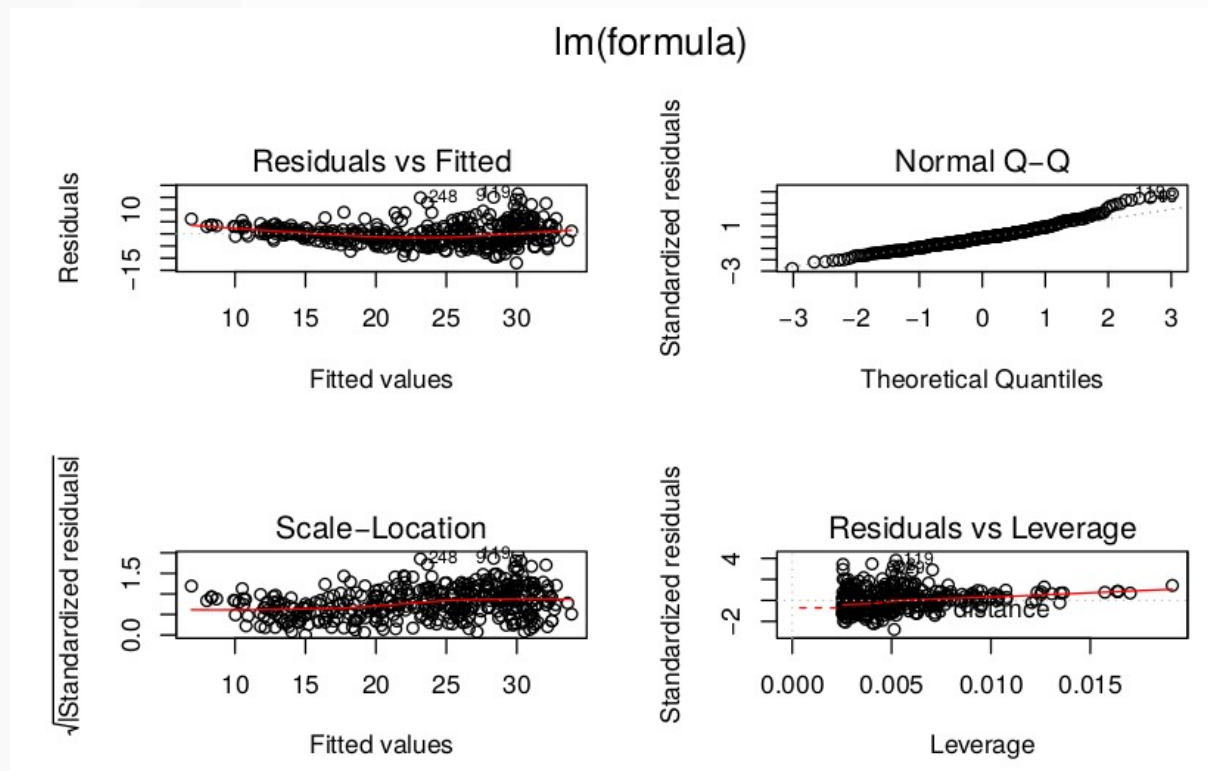 lm(formula)
Residuals vs Fitted
Residuals
10
−15
248
119
10 15 20 25 30
Fitted values
Normal Q−Q
Standardized residuals
1
−3
−3 −2 −1 0 1 2 3
Theoretical Quantiles
Scale−Location
√|Standardized residuals|
1.5
0.0
248
119
10 15 20 25 30
Fitted values
Residuals vs Leverage
Standardized residuals
4
−2
119
distance
0.000 0.005 0.010 0.015
Leverage